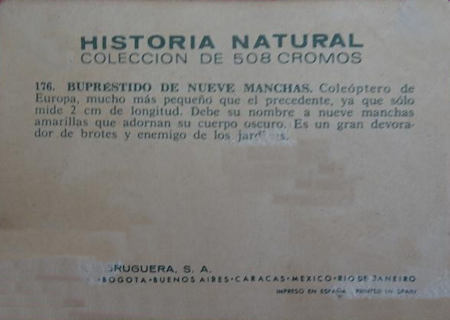 HISTORIA NATURAL
COLECCION DE 508 CROMOS
176. BUPRÉSTIDO DE NUEVE MANCHAS. Coleóptero de
Europa, mucho más pequeño que el precedente, ya que sólo
mide 2 cm de longitud. Debe su nombre a nueve manchas
amarillas que adornan su cuerpo oscuro. Es un gran devora-
dor de brotes y enemigo de los jardines.
BRUGUERA, S. A.
•BOGOTA•BUENOS AIRES•CARACAS•MEXICO•RIO DE JANEIRO
IMPRESO EN ESPAÑA PRINTED IN SPAIN